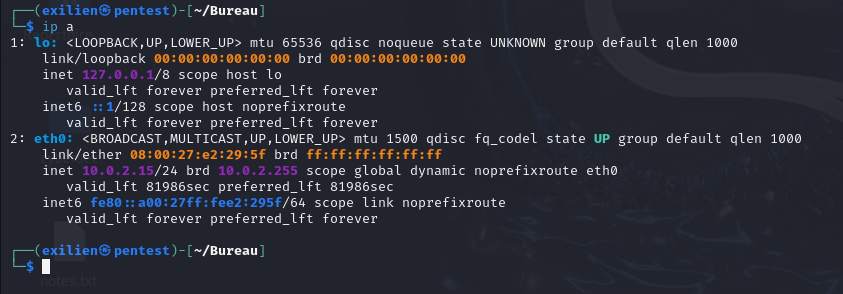 ┌──(exilien㉿pentest)-[~/Bureau]
└─$ ip a
1: lo: <LOOPBACK,UP,LOWER_UP> mtu 65536 qdisc noqueue state UNKNOWN group default qlen 1000
    link/loopback 00:00:00:00:00:00 brd 00:00:00:00:00:00
    inet 127.0.0.1/8 scope host lo
       valid_lft forever preferred_lft forever
    inet6 ::1/128 scope host noprefixroute
       valid_lft forever preferred_lft forever
2: eth0: <BROADCAST,MULTICAST,UP,LOWER_UP> mtu 1500 qdisc fq_codel state UP group default qlen 1000
    link/ether 08:00:27:e2:29:5f brd ff:ff:ff:ff:ff:ff
    inet 10.0.2.15/24 brd 10.0.2.255 scope global dynamic noprefixroute eth0
       valid_lft 81986sec preferred_lft 81986sec
    inet6 fe80::a00:27ff:fee2:295f/64 scope link noprefixroute
       valid_lft forever preferred_lft forever
┌──(exilien㉿pentest)-[~/Bureau]
└─$
notes.txt